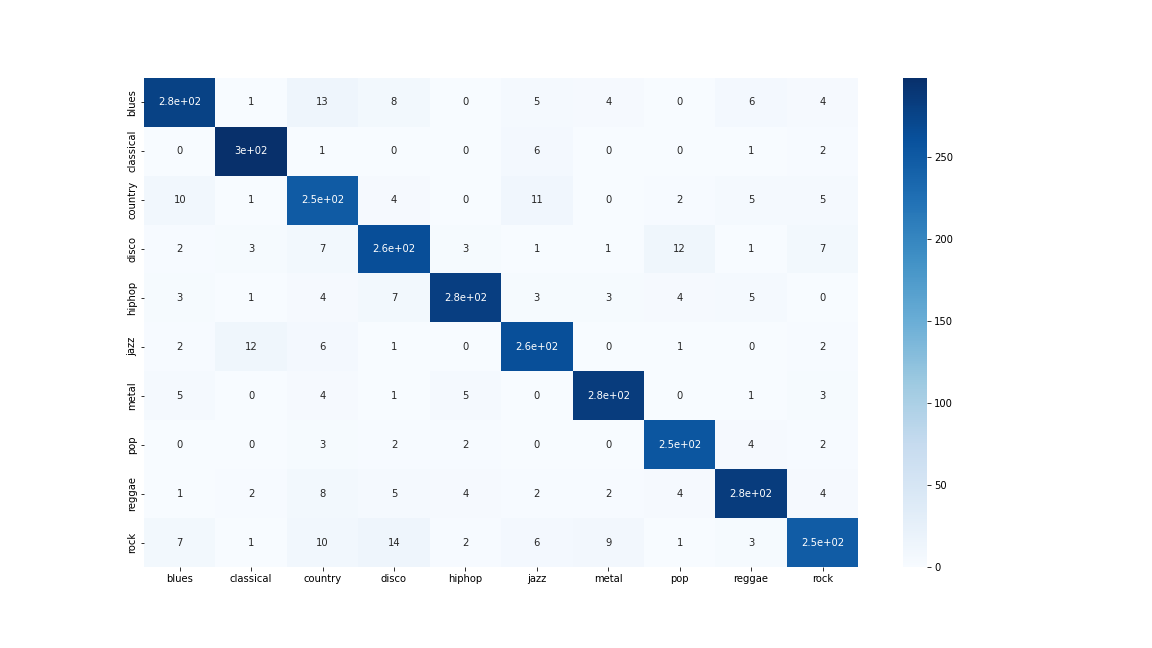 blues 2.8e+02 1 13 8 0 5 4 0 6 4
classical 0 3e+02 1 0 0 6 0 0 1 2
country 10 1 2.5e+02 4 0 11 0 2 5 5
disco 2 3 7 2.6e+02 3 1 1 12 1 7
hiphop 3 1 4 7 2.8e+02 3 3 4 5 0
jazz 2 12 6 1 0 2.6e+02 0 1 0 2
metal 5 0 4 1 5 0 2.8e+02 0 1 3
pop 0 0 3 2 2 0 0 2.5e+02 4 2
reggae 1 2 8 5 4 2 2 4 2.8e+02 4
rock 7 1 10 14 2 6 9 1 3 2.5e+02
blues classical country disco hiphop jazz metal pop reggae rock
250
200
150
100
50
0